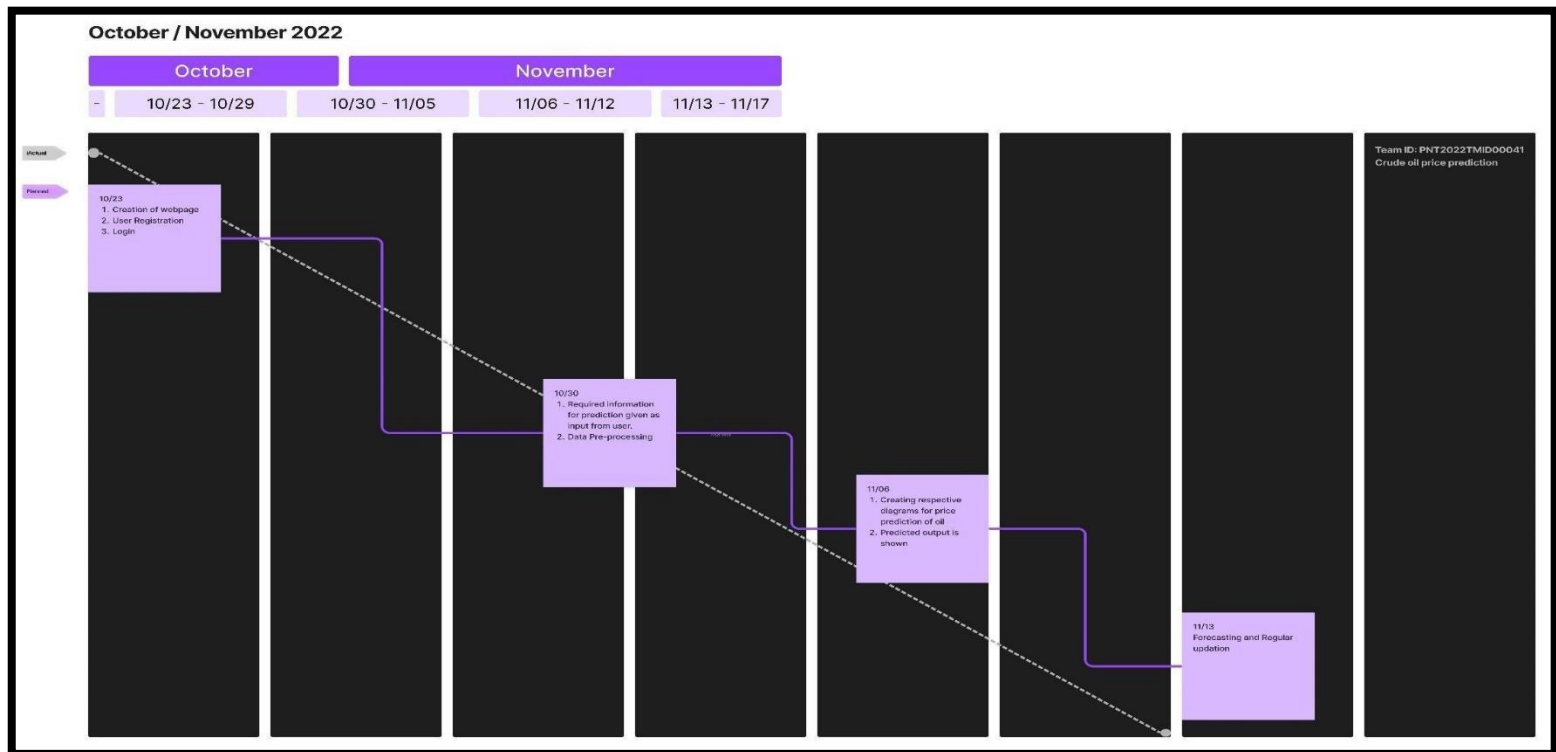 October / November 2022
October
November
-
10/23 - 10/29
10/30 - 11/05
11/06 - 11/12
11/13 - 11/17
Actual
Planned
Team ID: PNT2022TMID00041
Crude oil price prediction
10/23
1. Creation of webpage
2. User Registration
3. Login
10/30
1. Required information
for prediction given as
input from user.
2. Data Pre-processing
11/06
1. Creating respective
diagrams for price
prediction of oil
2. Predicted output is
shown
11/13
Forecasting and Regular
updation